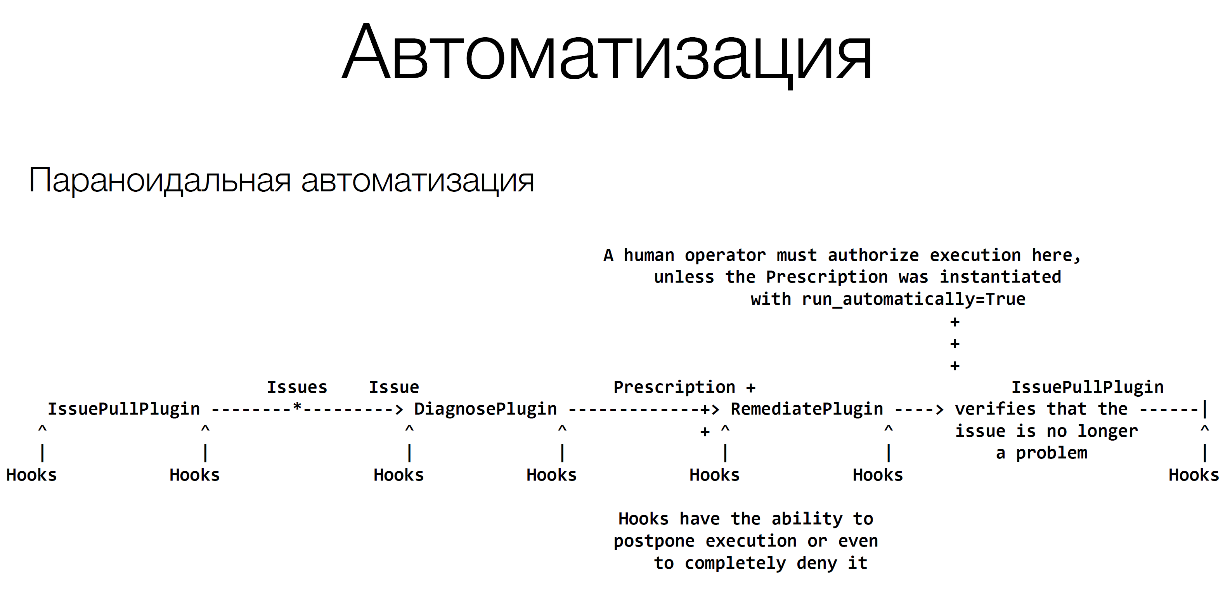 Автоматизация
Параноидальная автоматизация
A human operator must authorize execution here,
unless the Prescription was instantiated
with run_automatically=True
+
+
+
Issues Issue Prescription + IssuePullPlugin
IssuePullPlugin --------*---------> DiagnosePlugin -------------+> RemediatePlugin ----> verifies that the ------|
^ ^ ^ ^ + ^ ^ issue is no longer ^
| | | | | | a problem |
Hooks Hooks Hooks Hooks Hooks Hooks Hooks
Hooks have the ability to
postpone execution or even
to completely deny it